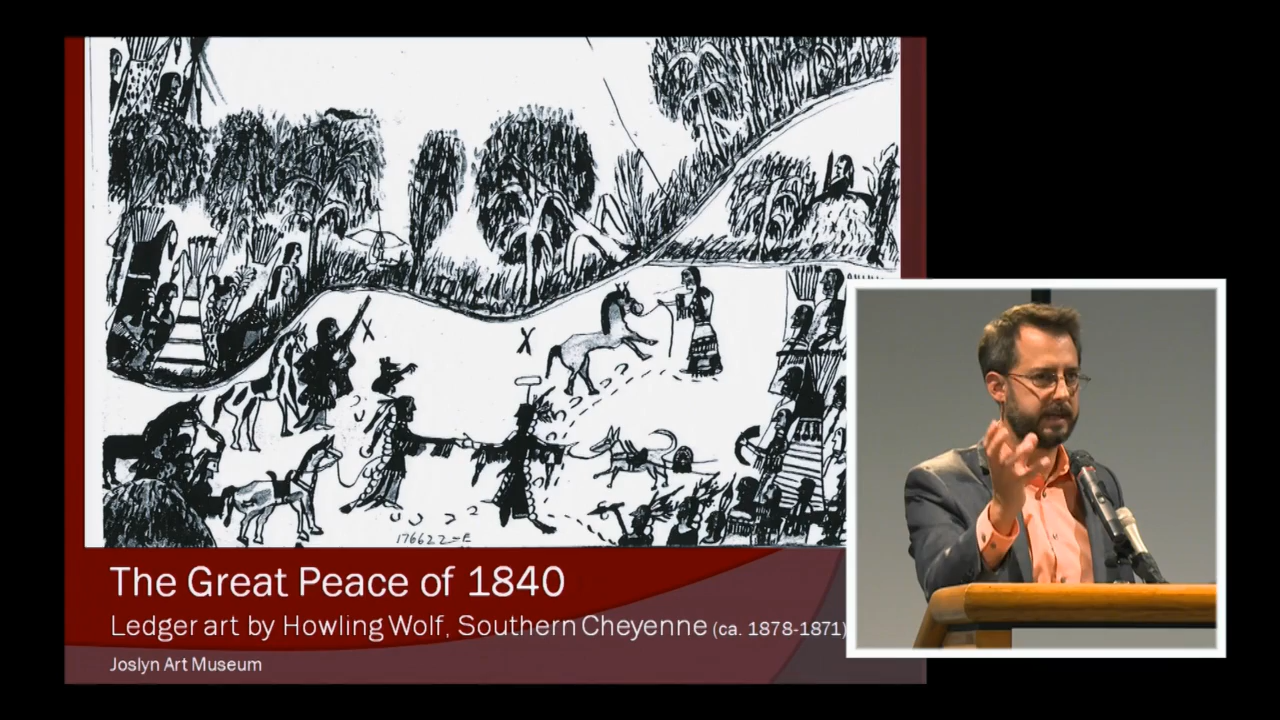 176622-E
The Great Peace of 1840
Ledger art by Howling Wolf, Southern Cheyenne (ca. 1878-1871)
Joslyn Art Museum